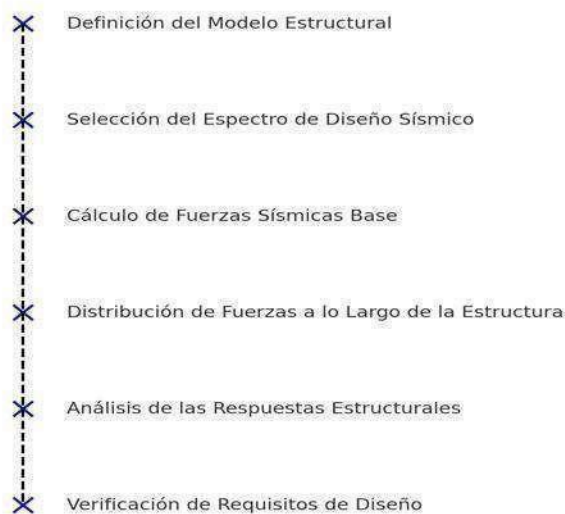 Definición del Modelo Estructural
Selección del Espectro de Diseño Sísmico
Cálculo de Fuerzas Sísmicas Base
Distribución de Fuerzas a lo Largo de la Estructura
Análisis de las Respuestas Estructurales
Verificación de Requisitos de Diseño